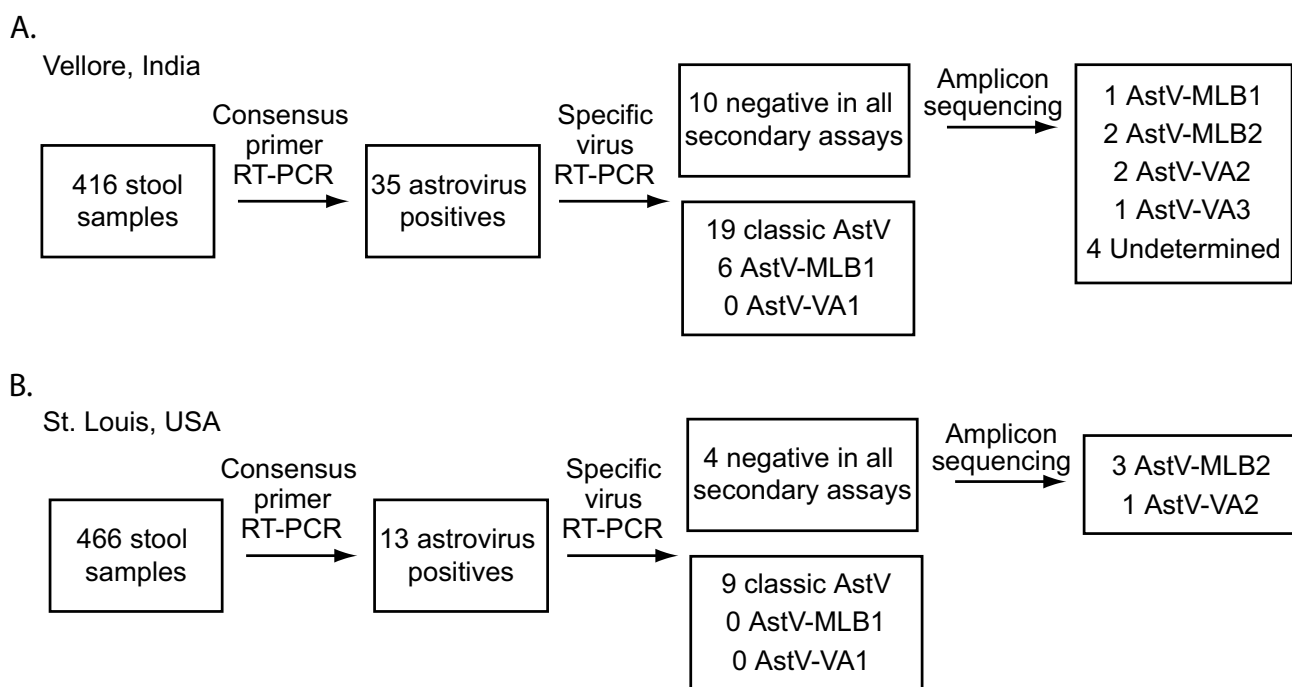 A.
Vellore, India
416 stool
samples
Consensus
primer
RT-PCR
35 astrovirus
positives
Specific
virus
RT-PCR
10 negative in all
secondary assays
19 classic AstV
6 AstV-MLB1
0 AstV-VA1
Amplicon
sequencing
1 AstV-MLB1
2 AstV-MLB2
2 AstV-VA2
1 AstV-VA3
4 Undetermined
B.
St. Louis, USA
466 stool
samples
Consensus
primer
RT-PCR
13 astrovirus
positives
Specific
virus
RT-PCR
4 negative in all
secondary assays
9 classic AstV
0 AstV-MLB1
0 AstV-VA1
Amplicon
sequencing
3 AstV-MLB2
1 AstV-VA2